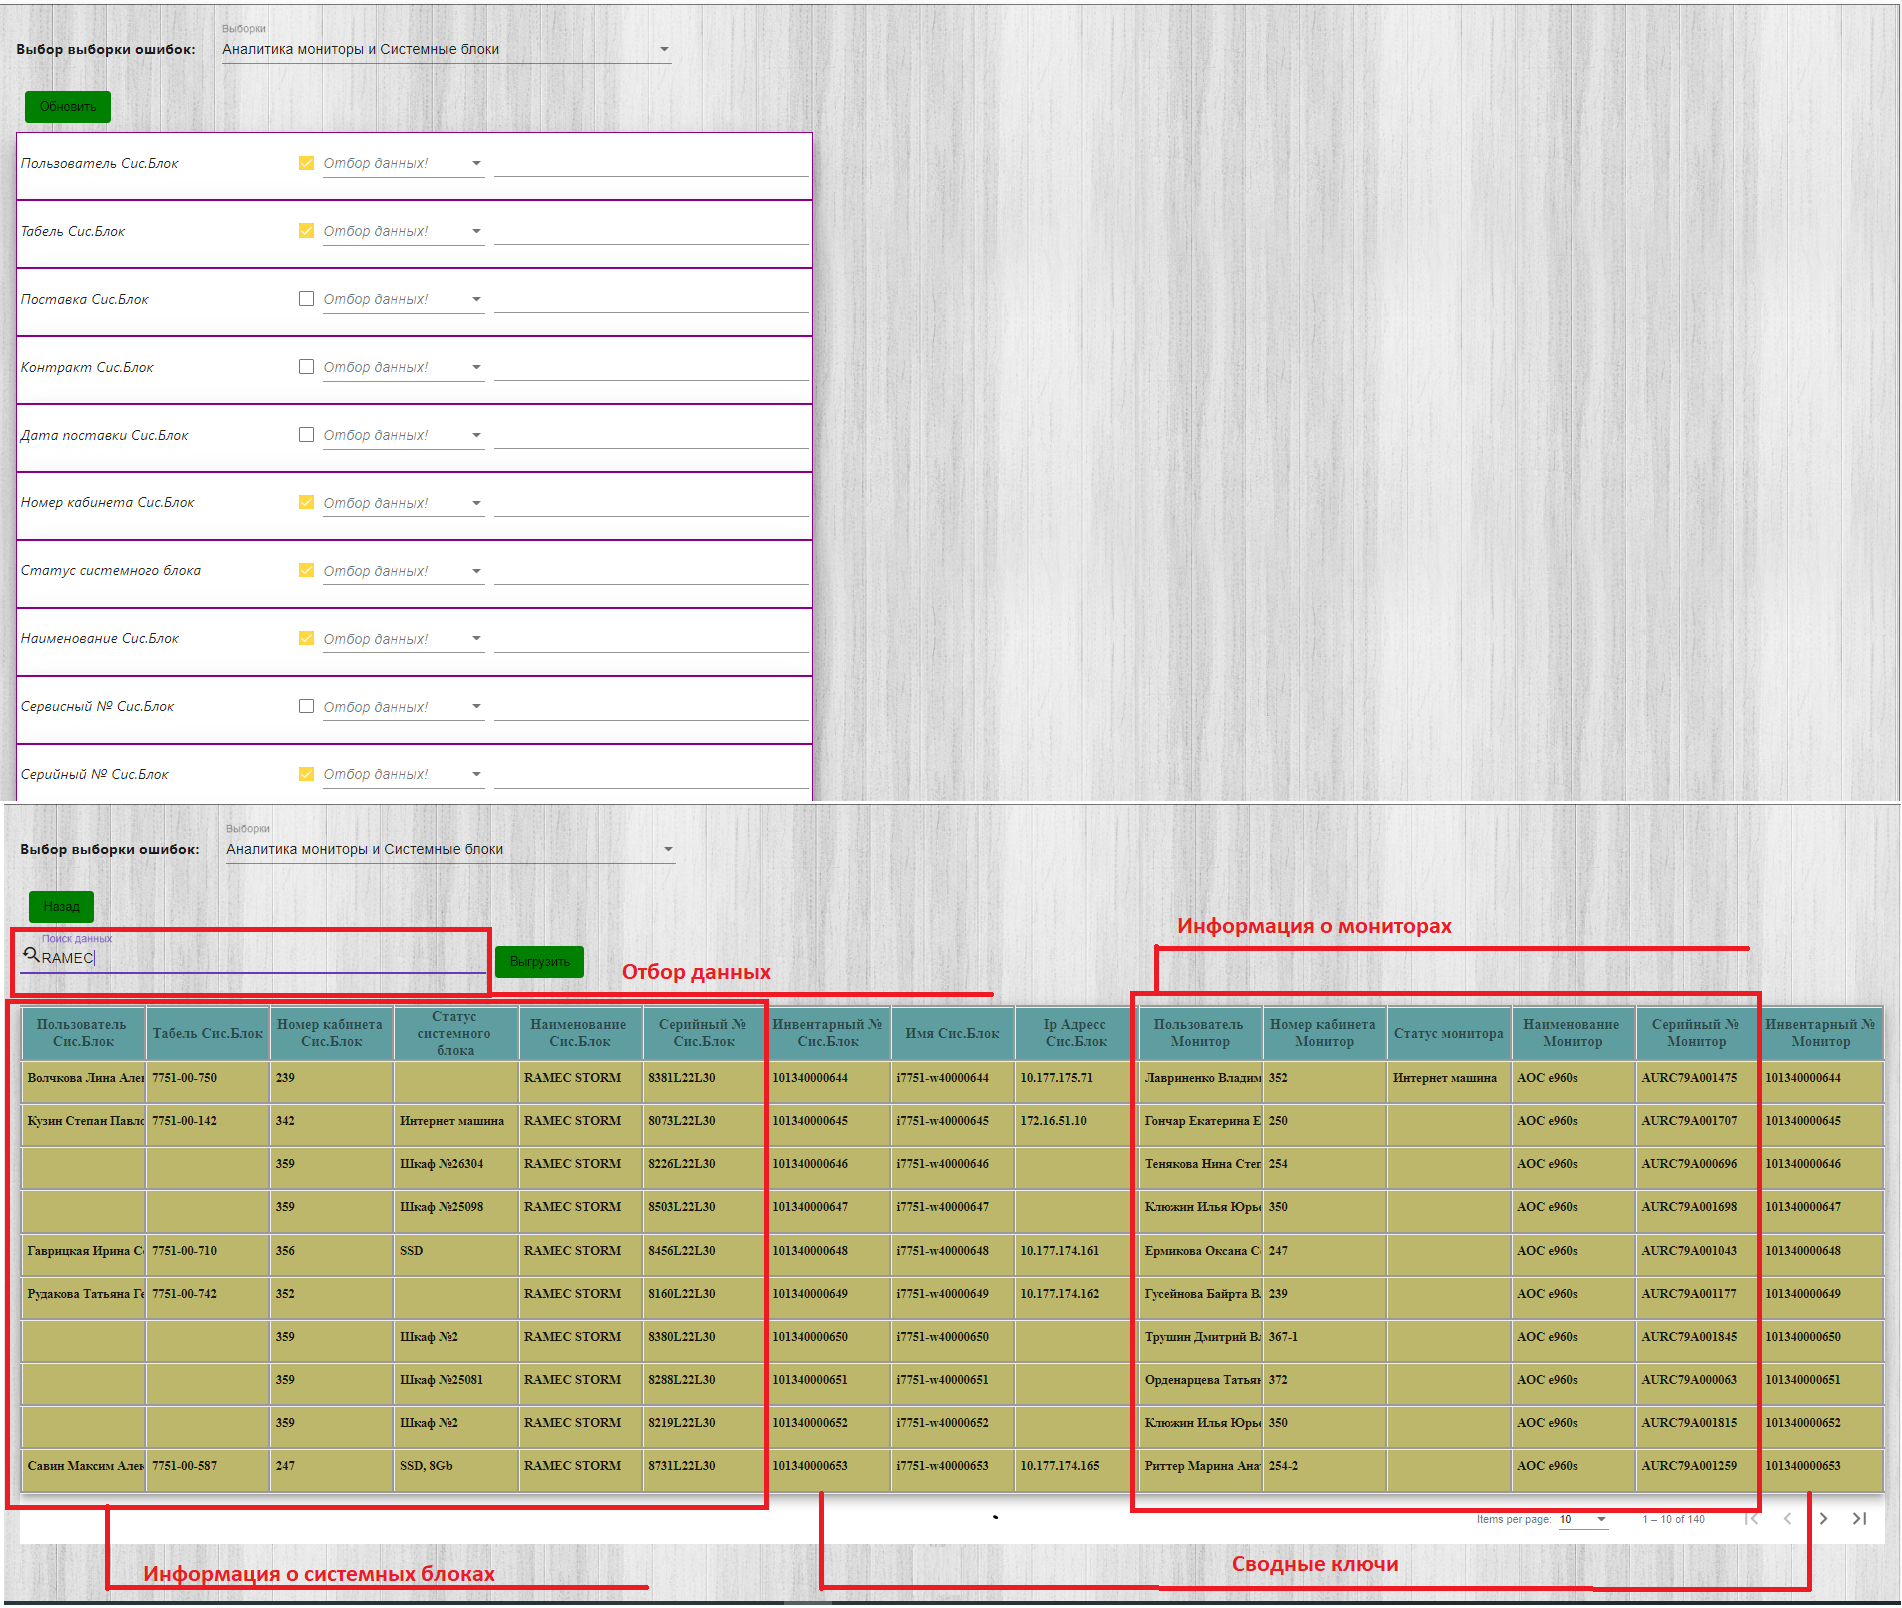 Выборки
Выбор выборки ошибок: Аналитика мониторы и Системные блоки
Обновить
Пользователь Сис.Блок Отбор данных!
Табель Сис.Блок Отбор данных!
Поставка Сис.Блок Отбор данных!
Контракт Сис.Блок Отбор данных!
Дата поставки Сис.Блок Отбор данных!
Номер кабинета Сис.Блок Отбор данных!
Статус системного блока Отбор данных!
Наименование Сис.Блок Отбор данных!
Сервисный № Сис.Блок Отбор данных!
Серийный № Сис.Блок Отбор данных!
Выборки
Выбор выборки ошибок: Аналитика мониторы и Системные блоки
Назад
Информация о мониторах
Поиск данных
RAMEC
Выгрузить
Отбор данных
Пользователь Сис.Блок Табель Сис.Блок Номер кабинета Сис.Блок Статус системного блока Наименование Сис.Блок Серийный № Сис.Блок Инвентарный № Сис.Блок Имя Сис.Блок Ip Адресс Сис.Блок Пользователь Монитор Номер кабинета Монитор Статус монитора Наименование Монитор Серийный № Монитор Инвентарный № Монитор
Волчкова Лина Але 7751-00-750 239 RAMEC STORM 8381L22L30 101340000644 i7751-w40000644 10.177.175.71 Лавриненко Владим 352 Интернет машина AOC e960s AURC79A001475 101340000644
Кузин Степан Павло 7751-00-142 342 Интернет машина RAMEC STORM 8073L22L30 101340000645 i7751-w40000645 172.16.51.10 Гончар Екатерина Е 250 AOC e960s AURC79A001707 101340000645
359 Шкаф №26304 RAMEC STORM 8226L22L30 101340000646 i7751-w40000646 Тенякова Нина Степ 254 AOC e960s AURC79A000696 101340000646
359 Шкаф №25098 RAMEC STORM 8503L22L30 101340000647 i7751-w40000647 Клюжин Илья Юрье 350 AOC e960s AURC79A001698 101340000647
Гаврицкая Ирина Се 7751-00-710 356 SSD RAMEC STORM 8456L22L30 101340000648 i7751-w40000648 10.177.174.161 Ермикова Оксана Се 247 AOC e960s AURC79A001043 101340000648
Рудакова Татьяна Ге 7751-00-742 352 RAMEC STORM 8160L22L30 101340000649 i7751-w40000649 10.177.174.162 Гусейнова Байрта В 239 AOC e960s AURC79A001177 101340000649
359 Шкаф №2 RAMEC STORM 8380L22L30 101340000650 i7751-w40000650 Трушин Дмитрий Вл 367-1 AOC e960s AURC79A001845 101340000650
359 Шкаф №25081 RAMEC STORM 8288L22L30 101340000651 i7751-w40000651 Орденарцева Татьян 372 AOC e960s AURC79A000063 101340000651
359 Шкаф №2 RAMEC STORM 8219L22L30 101340000652 i7751-w40000652 Клюжин Илья Юрье 350 AOC e960s AURC79A001815 101340000652
Савин Максим Алек 7751-00-587 247 SSD, 8Gb RAMEC STORM 8731L22L30 101340000653 i7751-w40000653 10.177.174.165 Риттер Марина Ана 254-2 AOC e960s AURC79A001259 101340000653
Items per page: 10 1 – 10 of 140
Информация о системных блоках
Сводные ключи